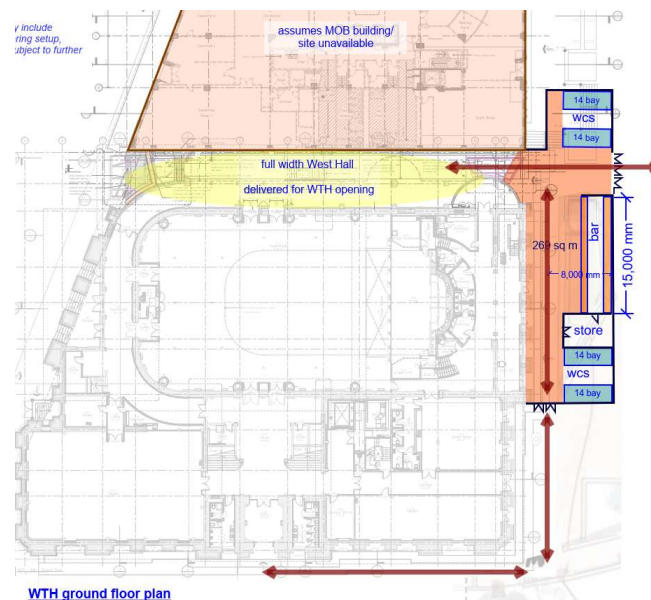 y include
ring setup,
ubject to further
assumes MOB building/
site unavailable
14 bay
wcs
14 bay
full width West Hall
delivered for WTH opening
269 sq m
bar
8,000 mm
15,000 mm
store
14 bay
wcs
14 bay
WTH ground floor plan